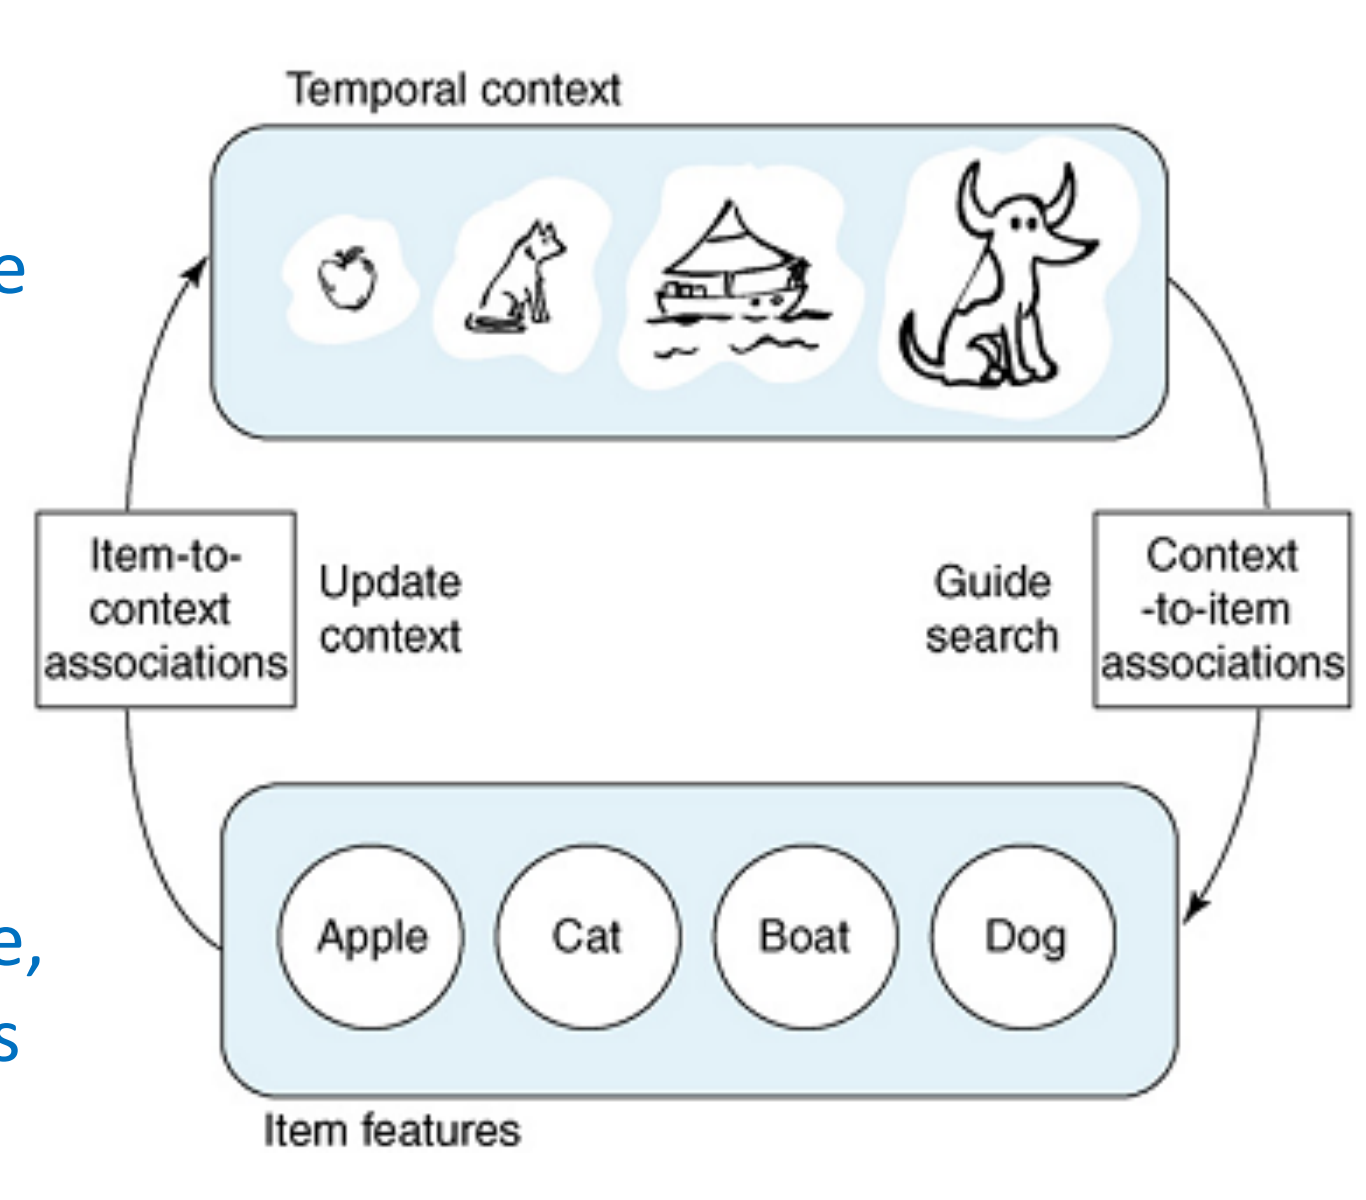 Temporal context
e
Item-to-
context
associations
Update
context
Guide
search
Context
-to-item
associations
Apple
Cat
Boat
Dog
e,
s
Item features